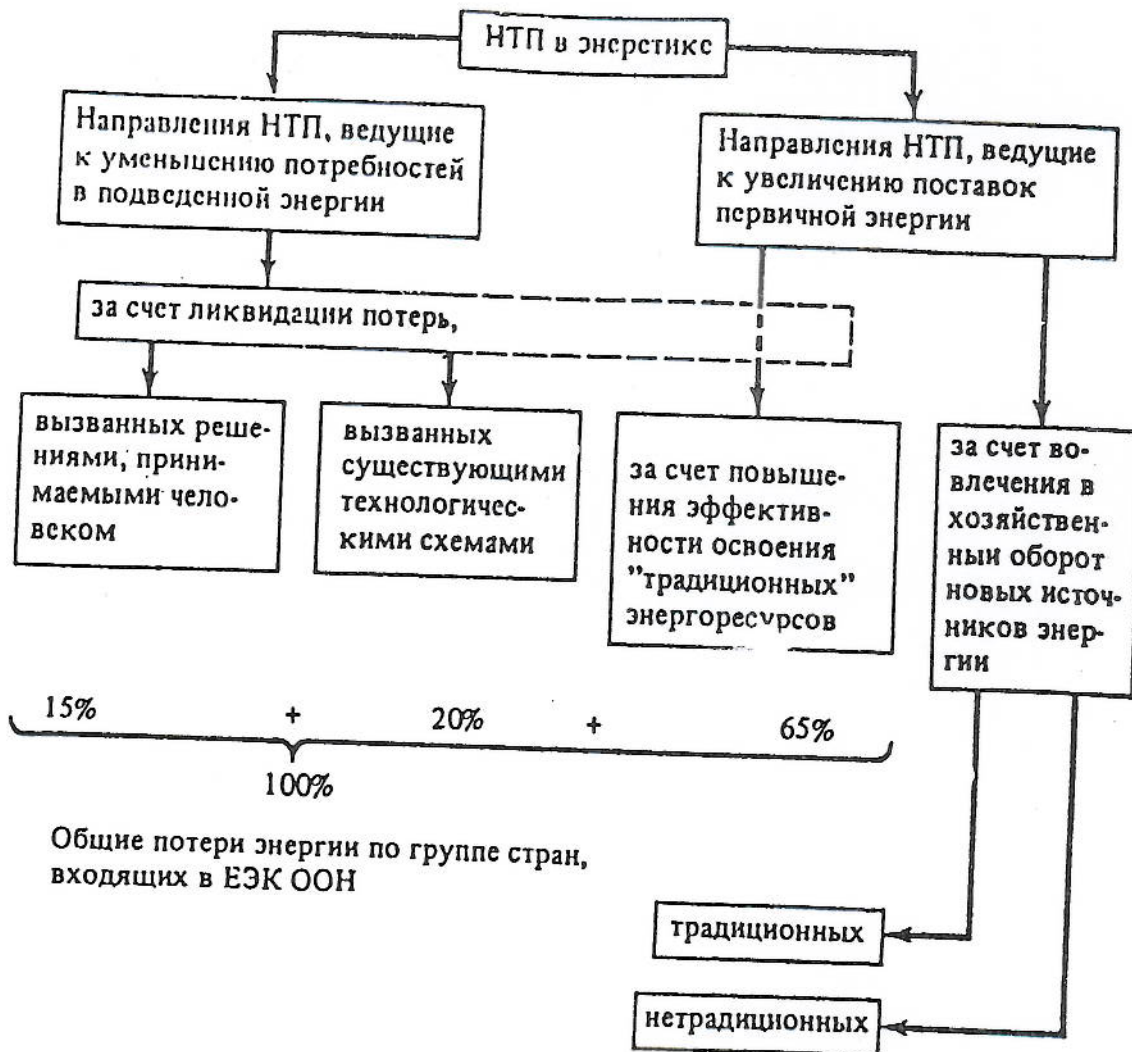 НТП в энерстикс
Направления НТП, ведущие
к уменьшению потребностей
в подведенной энергии
Направления НТП, ведущие
к увеличению поставок
первичной энергии
за счет ликвидации потерь,
вызванных реше-
ниями, прини-
маемыми чело-
веком
вызванных
существующими
технологичес-
кими схемами
за счет повыше-
ния эффектив-
ности освоения
"традиционных"
энергоресурсов
за счет во-
влечения в
хозяйствен-
ный оборот
новых источ-
ников энер-
гии
15% + 20% + 65%
100%
Общие потери энергии по группе стран,
входящих в ЕЭК ООН
традиционных
нетрадиционных